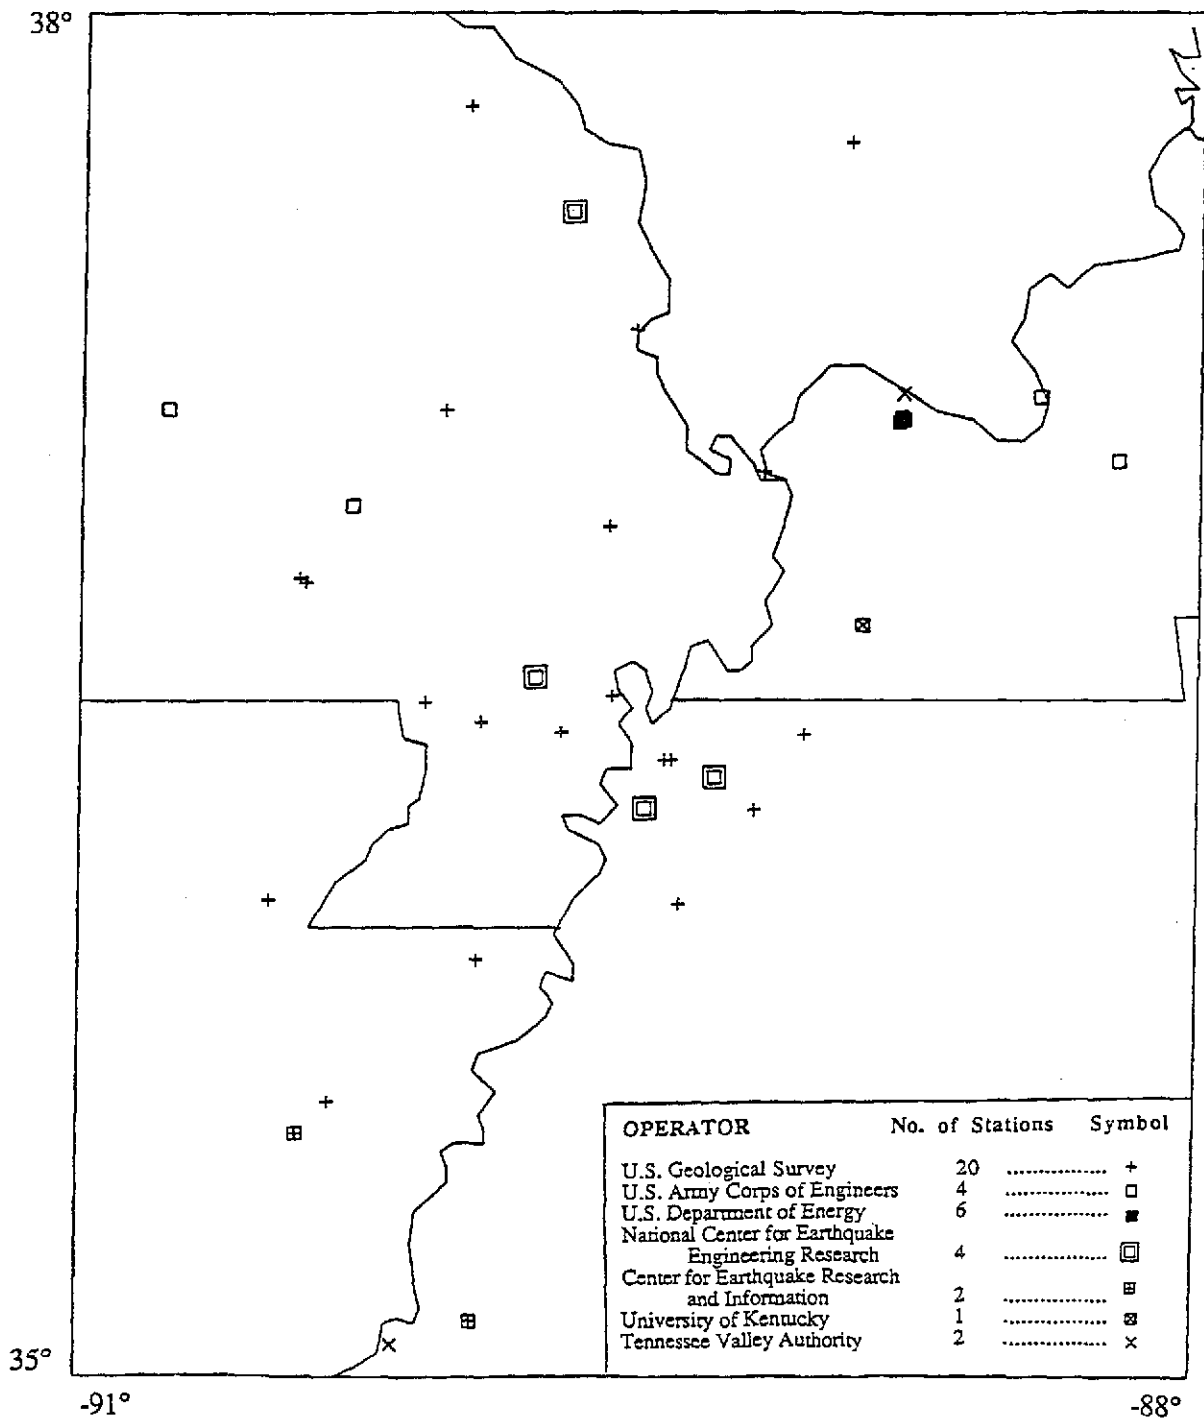 38°
OPERATOR No. of Stations Symbol
U.S. Geological Survey 20 ............... +
U.S. Army Corps of Engineers 4 ...............
U.S. Department of Energy 6 ...............
National Center for Earthquake
Engineering Research 4 ...............
Center for Earthquake Research
and Information 2 ...............
University of Kentucky 1 ...............
Tennessee Valley Authority 2 ............... ×
35°
-91° -88°